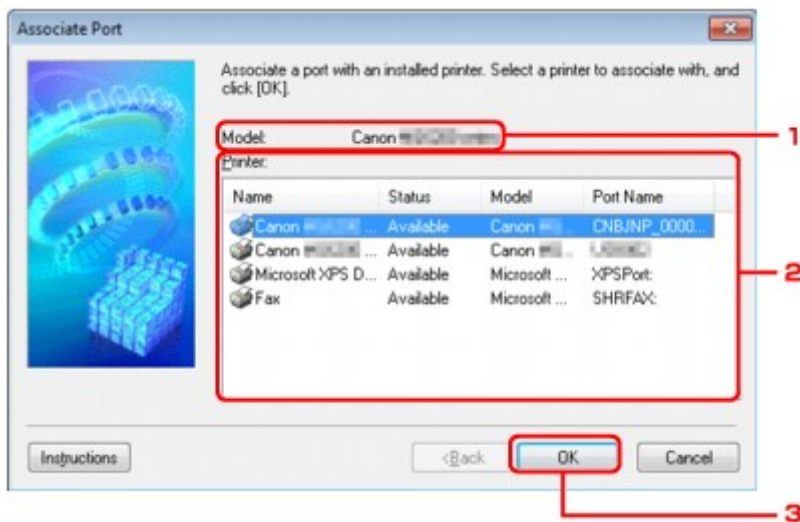 Associate Port
Associate a port with an installed printer. Select a printer to associate with, and
click [OK].
Model: Canon
1
Printer:
Name Status Model Port Name
Canon ... Available Canon ... CNBJNP_0000...
Canon ... Available Canon ...
Microsoft XPS D... Available Microsoft ... XPSPort:
Fax Available Microsoft ... SHRFAX:
2
Instructions <Back OK Cancel
3